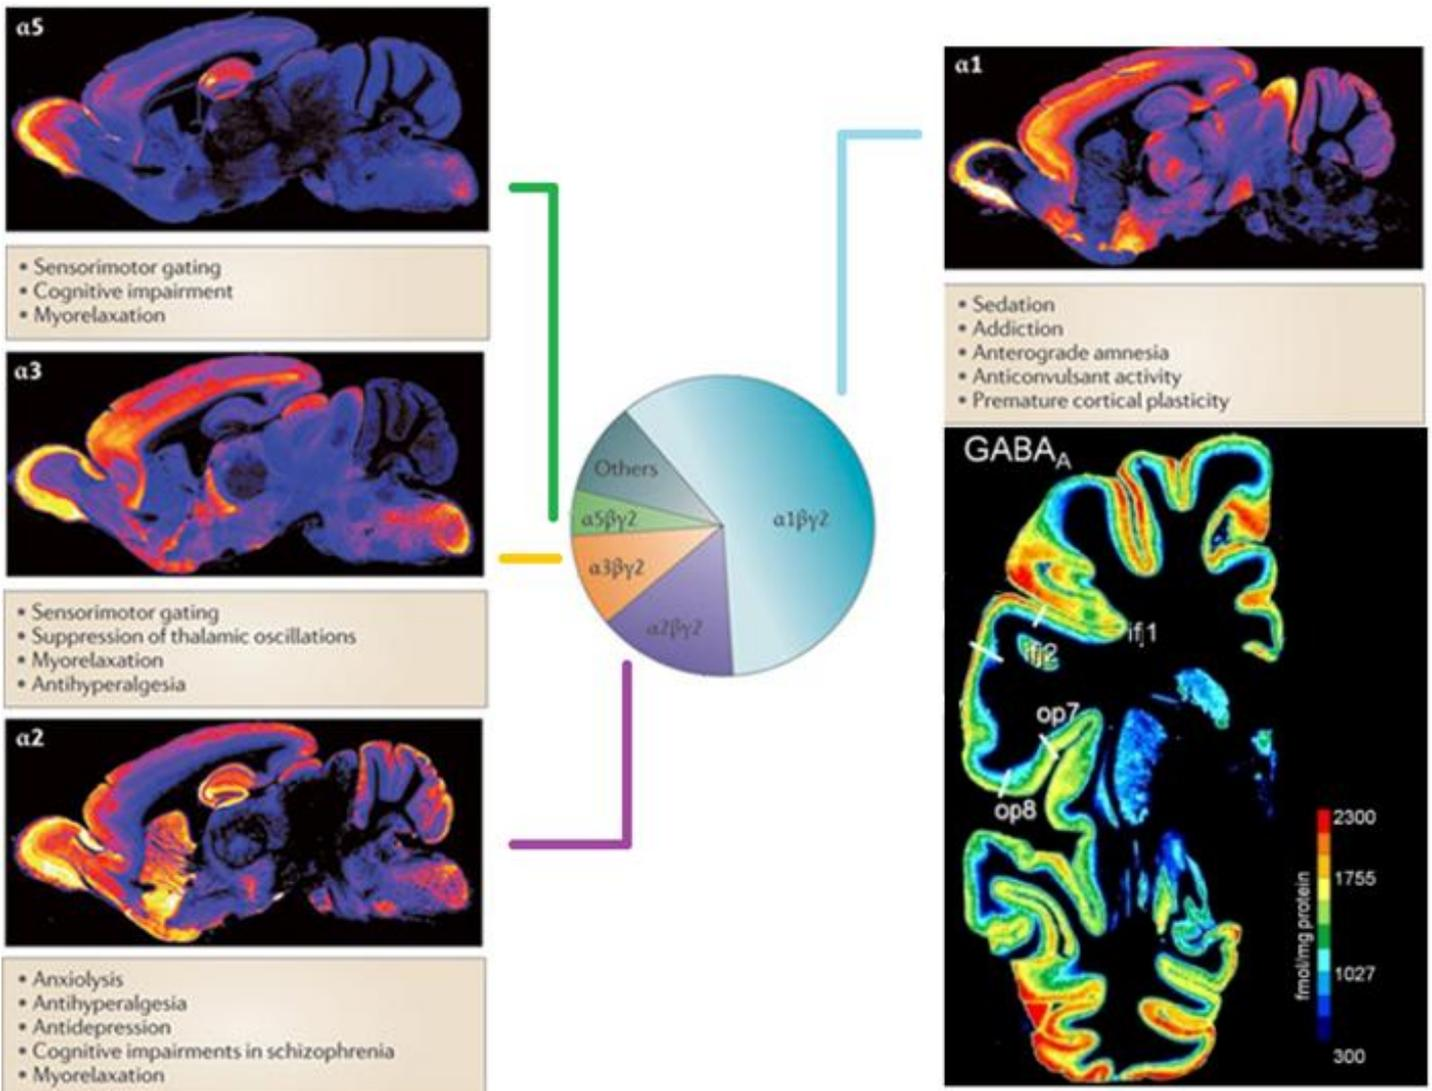 α5
• Sensorimotor gating
• Cognitive impairment
• Myorelaxation
α3
• Sensorimotor gating
• Suppression of thalamic oscillations
• Myorelaxation
• Antihyperalgesia
α2
• Anxiolysis
• Antihyperalgesia
• Antidepression
• Cognitive impairments in schizophrenia
• Myorelaxation
Others
α5βγ2
α3βγ2
α2βγ2
α1βγ2
α1
• Sedation
• Addiction
• Anterograde amnesia
• Anticonvulsant activity
• Premature cortical plasticity
GABAA
ifj1
ifj2
op7
op8
fmol/mg protein
2300
1755
1027
300